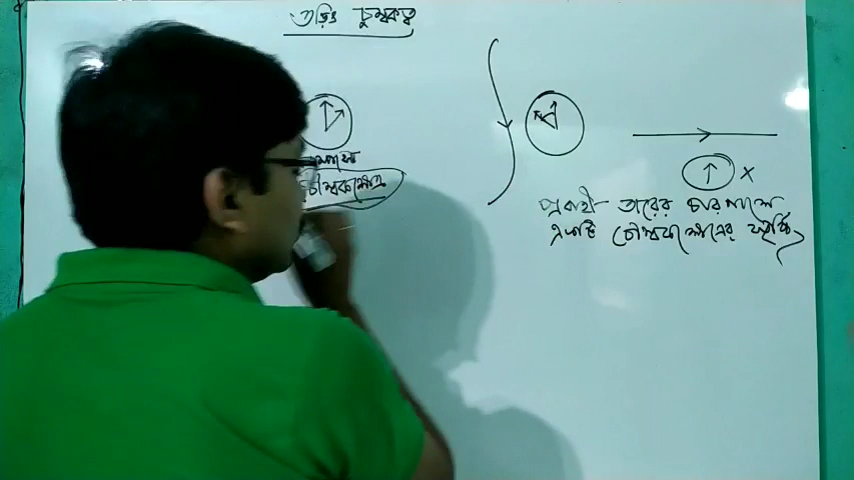 তড়িৎ চুম্বকত্ব
চৌম্বকক্ষেত্র
X
প্রবাহী তারের চারপাশে
একটি চৌম্বকক্ষেত্রের